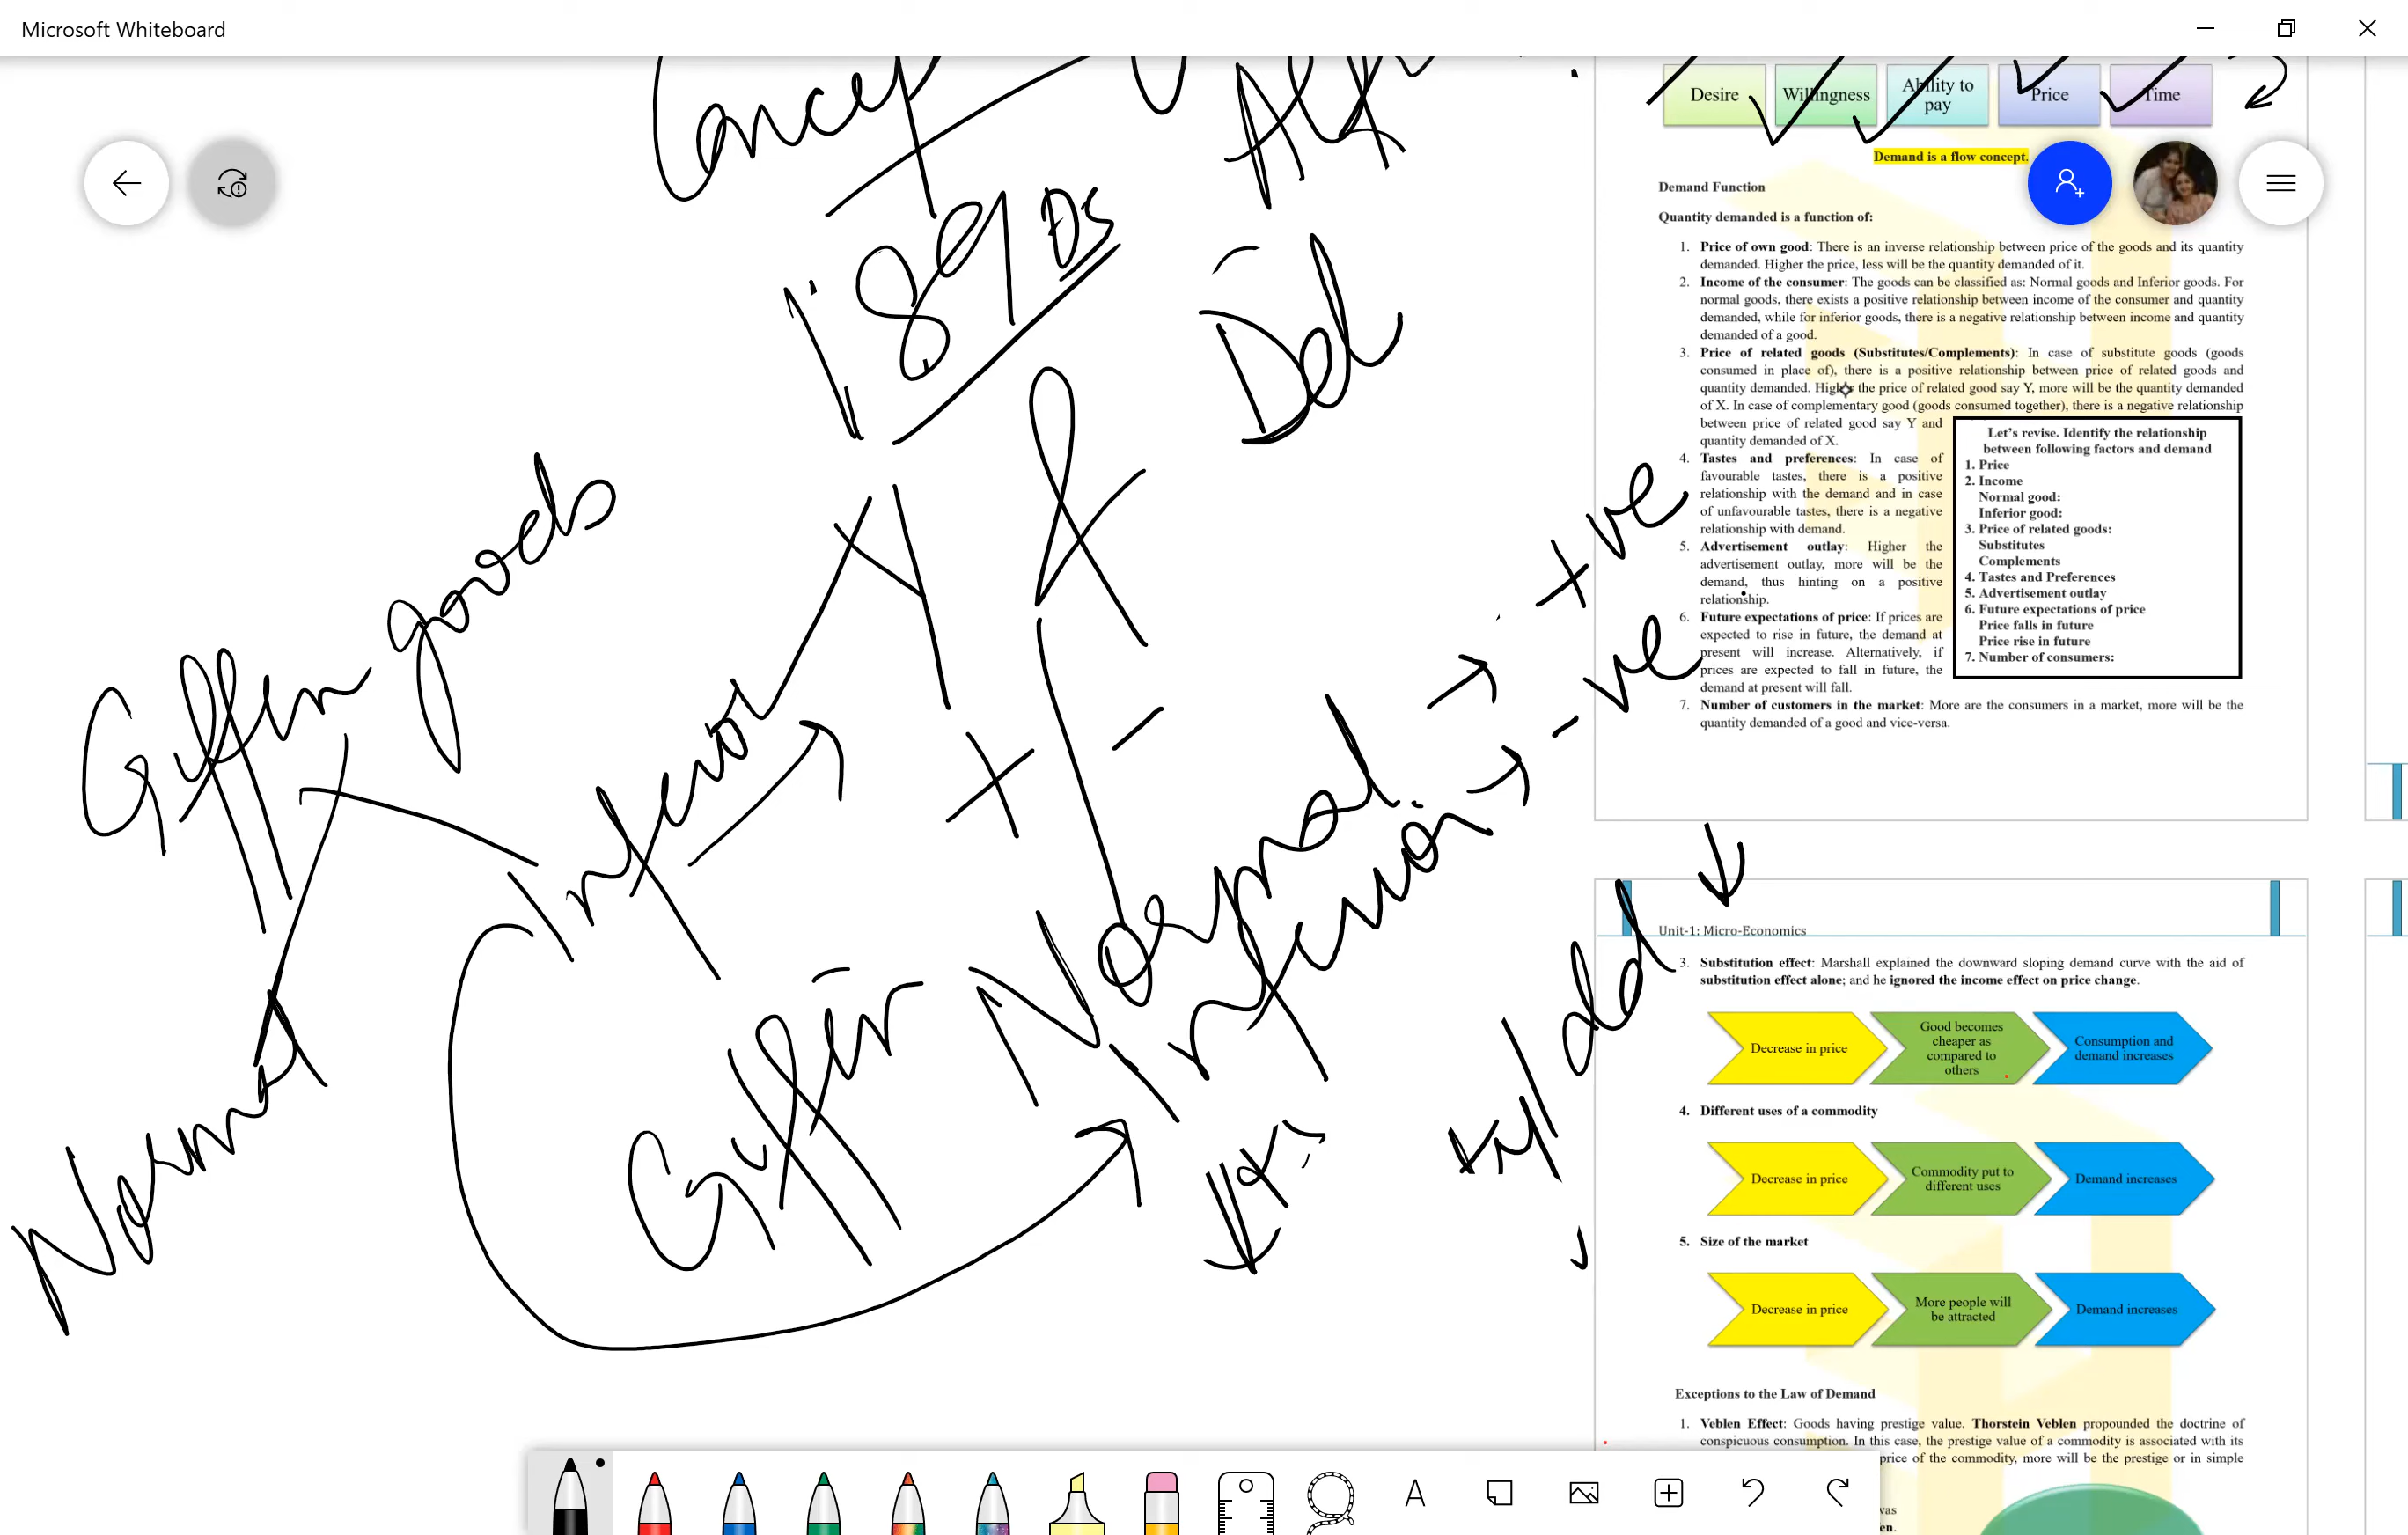 Microsoft Whiteboard
Concept
1.89
DS
Def
Giffin goods
Normal
Inferior
Y
&
+ -
Giffin
Normal → +ve
Inferior → -ve
dd ↓
Desire
Willingness
Ability to
pay
Price
Time
Demand is a flow concept.
Demand Function
Quantity demanded is a function of:
1. Price of own good: There is an inverse relationship between price of the goods and its quantity
demanded. Higher the price, less will be the quantity demanded of it.
2. Income of the consumer: The goods can be classified as: Normal goods and Inferior goods. For
normal goods, there exists a positive relationship between income of the consumer and quantity
demanded, while for inferior goods, there is a negative relationship between income and quantity
demanded of a good.
3. Price of related goods (Substitutes/Complements): In case of substitute goods (goods
consumed in place of), there is a positive relationship between price of related goods and
quantity demanded. Higher the price of related good say Y, more will be the quantity demanded
of X. In case of complementary good (goods consumed together), there is a negative relationship
between price of related good say Y and
quantity demanded of X.
4. Tastes and preferences: In case of
favourable tastes, there is a positive
relationship with the demand and in case
of unfavourable tastes, there is a negative
relationship with demand.
5. Advertisement outlay: Higher the
advertisement outlay, more will be the
demand, thus hinting on a positive
relationship.
6. Future expectations of price: If prices are
expected to rise in future, the demand at
present will increase. Alternatively, if
prices are expected to fall in future, the
demand at present will fall.
7. Number of customers in the market: More are the consumers in a market, more will be the
quantity demanded of a good and vice-versa.
Let's revise. Identify the relationship
between following factors and demand
1. Price
2. Income
Normal good:
Inferior good:
3. Price of related goods:
Substitutes
Complements
4. Tastes and Preferences
5. Advertisement outlay
6. Future expectations of price
Price falls in future
Price rise in future
7. Number of consumers:
Unit-1: Micro-Economics
3. Substitution effect: Marshall explained the downward sloping demand curve with the aid of
substitution effect alone; and he ignored the income effect on price change.
Decrease in price
Good becomes
cheaper as
compared to
others
Consumption and
demand increases
4. Different uses of a commodity
Decrease in price
Commodity put to
different uses
Demand increases
5. Size of the market
Decrease in price
More people will
be attracted
Demand increases
Exceptions to the Law of Demand
1. Veblen Effect: Goods having prestige value. Thorstein Veblen propounded the doctrine of
conspicuous consumption. In this case, the prestige value of a commodity is associated with its
price of the commodity, more will be the prestige or in simple
was
en.
A